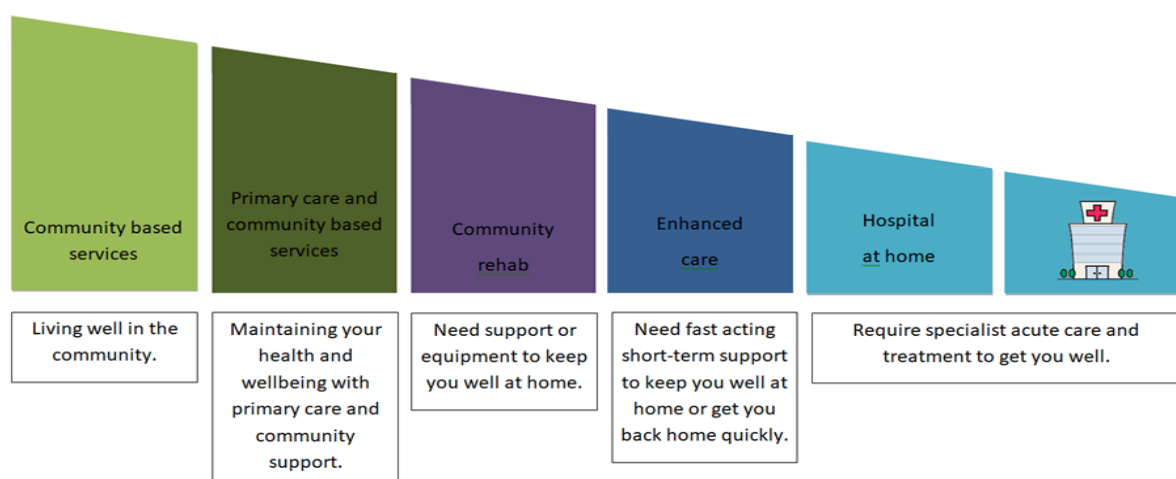 Community based
services
Primary care and
community based
services
Community
rehab
Enhanced
care
Hospital
at home
Living well in the
community.
Maintaining your
health and
wellbeing with
primary care and
community
support.
Need support or
equipment to keep
you well at home.
Need fast acting
short-term support
to keep you well at
home or get you
back home quickly.
Require specialist acute care and
treatment to get you well.